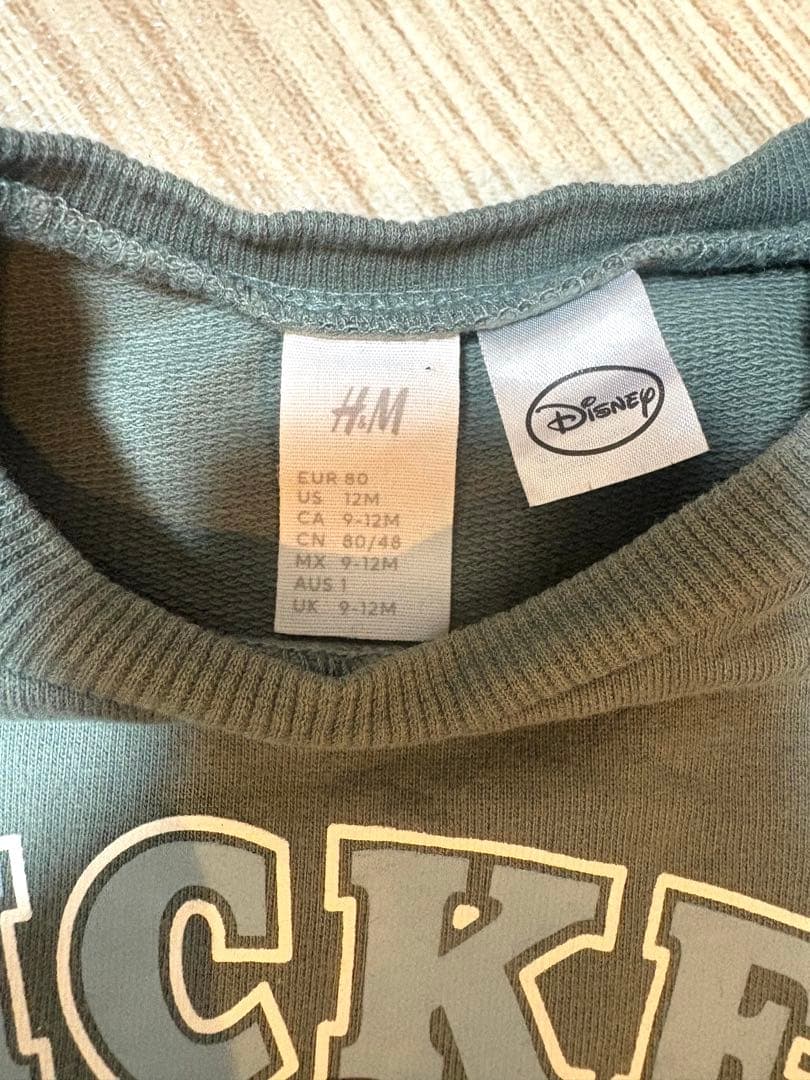 H&M
EUR 80
US 12M
CA 9-12M
CN 80/48
MX 9-12M
AUS 1
UK 9-12M
Disney
ICKE